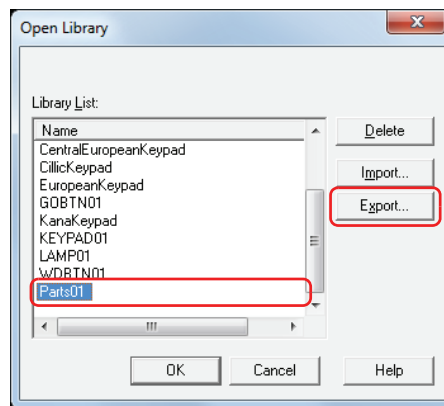 Open Library
Library List:
Name
CentralEuropeanKeypad
CillicKeypad
EuropeanKeypad
GOBTN01
KanaKeypad
KEYPAD01
LAMP01
WDBTN01
Parts01
Delete
Import...
Export...
OK
Cancel
Help